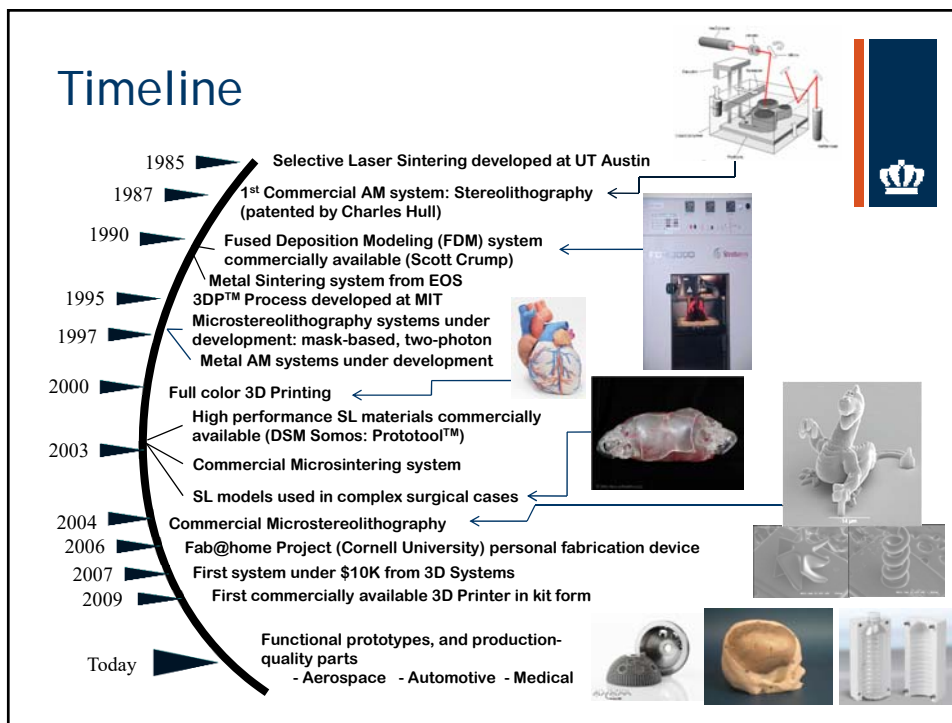 Timeline
1985
Selective Laser Sintering developed at UT Austin
1987
1st Commercial AM system: Stereolithography
(patented by Charles Hull)
1990
Fused Deposition Modeling (FDM) system
commercially available (Scott Crump)
Metal Sintering system from EOS
1995
3DP™ Process developed at MIT
Microstereolithography systems under
1997
development: mask-based, two-photon
Metal AM systems under development
2000
Full color 3D Printing
High performance SL materials commercially
available (DSM Somos: Prototool™)
2003
Commercial Microsintering system
SL models used in complex surgical cases
2004
Commercial Microstereolithography
2006
Fab@home Project (Cornell University) personal fabrication device
2007
First system under $10K from 3D Systems
2009
First commercially available 3D Printer in kit form
Today
Functional prototypes, and production-
quality parts
- Aerospace - Automotive - Medical